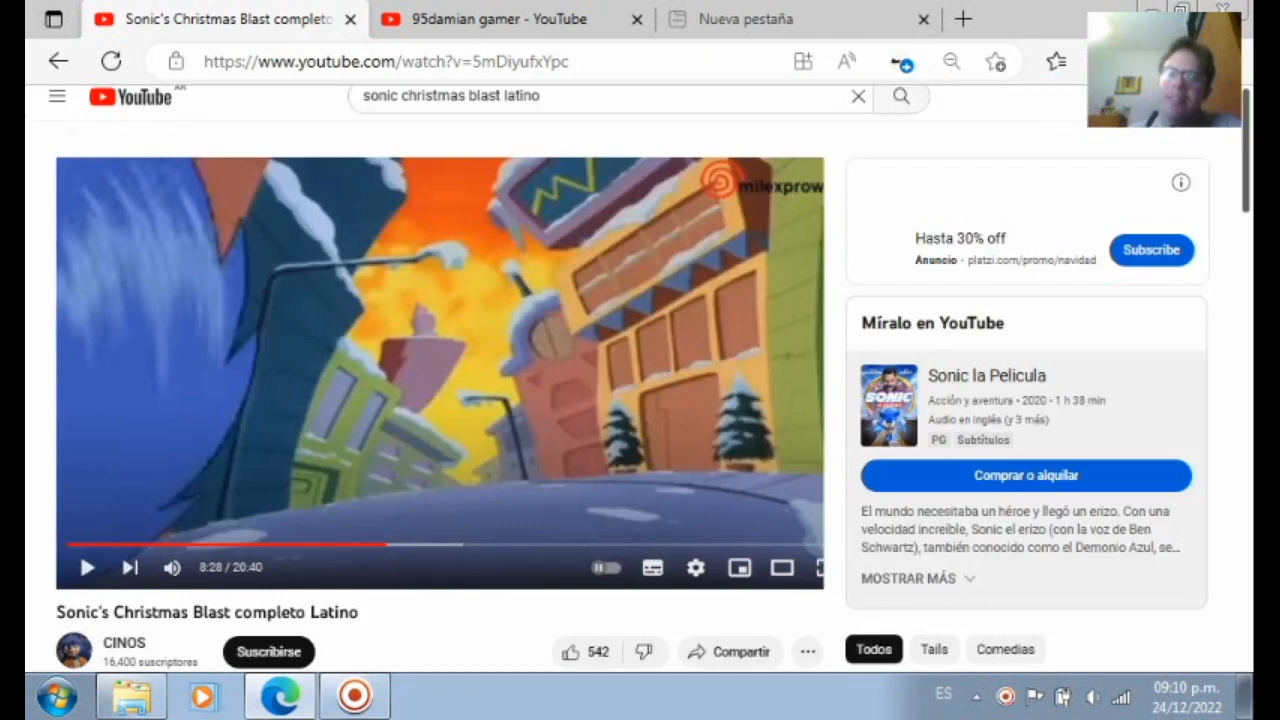 Sonic's Christmas Blast completo
95damian gamer - YouTube
Nueva pestaña
https://www.youtube.com/watch?v=5mDiyufxYpc
YouTube AR
sonic christmas blast latino
milexprow
Hasta 30% off
Anuncio · platzi.com/promo/navidad
Subscribe
Míralo en YouTube
SONIC
Sonic la Pelicula
Acción y aventura • 2020 • 1 h 38 min
Audio en inglés (y 3 más)
PG Subtítulos
Comprar o alquilar
El mundo necesitaba un héroe y llegó un erizo. Con una
velocidad increíble, Sonic el erizo (con la voz de Ben
Schwartz), también conocido como el Demonio Azul, se...
MOSTRAR MÁS
8:28 / 20:40
Sonic's Christmas Blast completo Latino
CINOS
16,400 suscriptores
Suscribirse
542
Compartir
Todos
Tails
Comedias
ES
09:10 p.m.
24/12/2022